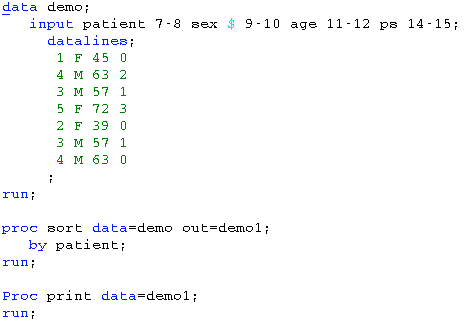 data demo;
   input patient 7-8 sex $ 9-10 age 11-12 ps 14-15;
     datalines;
      1 F 45 0
      4 M 63 2
      3 M 57 1
      5 F 72 3
      2 F 39 0
      3 M 57 1
      4 M 63 0
     ;
run;

proc sort data=demo out=demo1;
   by patient;
run;

Proc print data=demo1;
run;